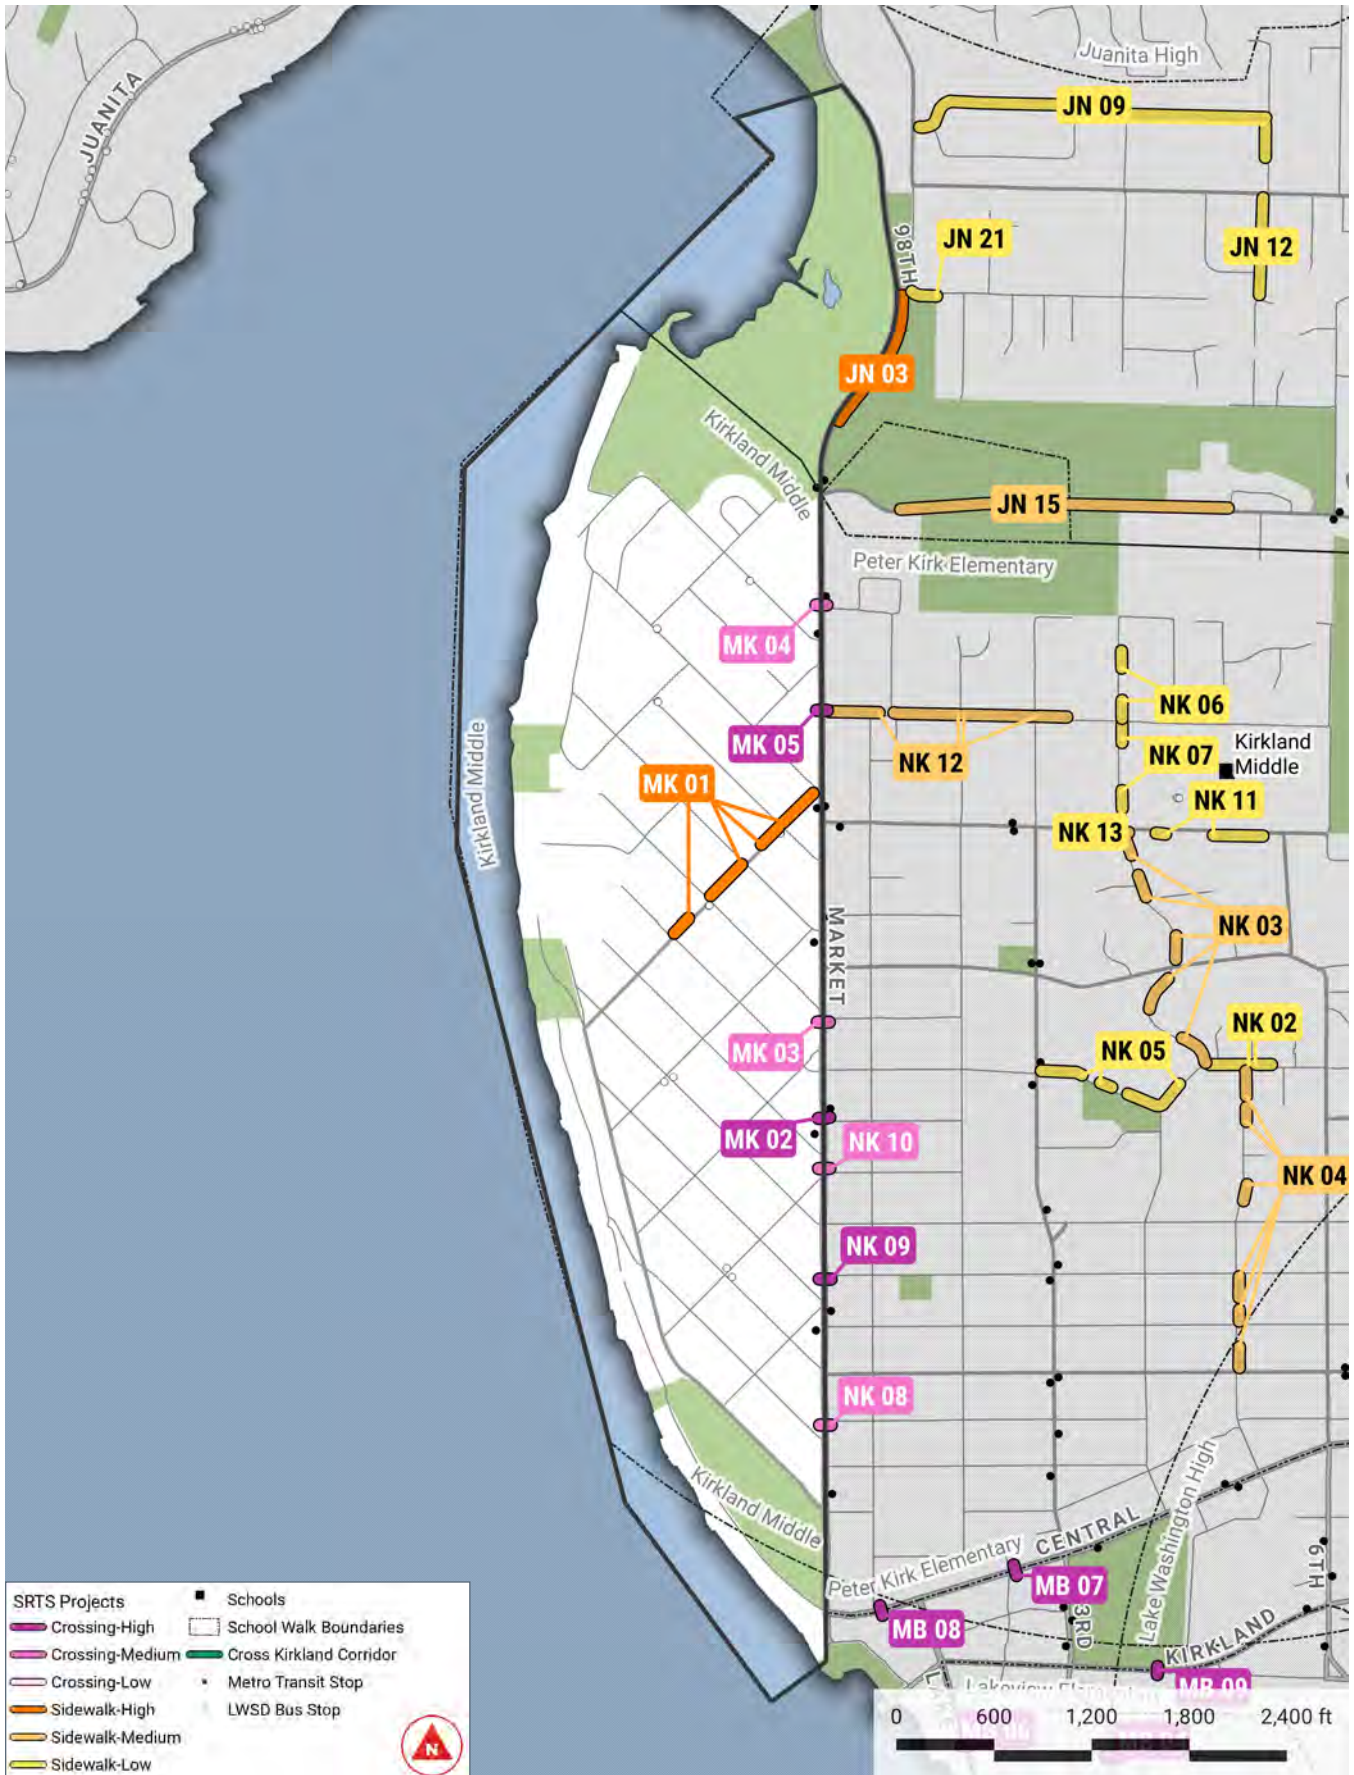 Juanita High
JN 09
JUANITA
98TH
JN 21
JN 12
JN 03
Kirkland Middle
JN 15
Peter Kirk Elementary
MK 04
NK 06
MK 05
NK 12
Kirkland
Middle
NK 07
MK 01
NK 11
Kirkland Middle
NK 13
MARKET
NK 03
MK 03
NK 05
NK 02
MK 02
NK 10
NK 04
NK 09
NK 08
Kirkland Middle
Lake Washington High
CENTRAL
Peter Kirk Elementary
MB 07
6TH
3RD
MB 08
KIRKLAND
MB 09
SRTS Projects
Crossing-High
Crossing-Medium
Crossing-Low
Sidewalk-High
Sidewalk-Medium
Sidewalk-Low
Schools
School Walk Boundaries
Cross Kirkland Corridor
Metro Transit Stop
LWSD Bus Stop
N
0 600 1,200 1,800 2,400 ft